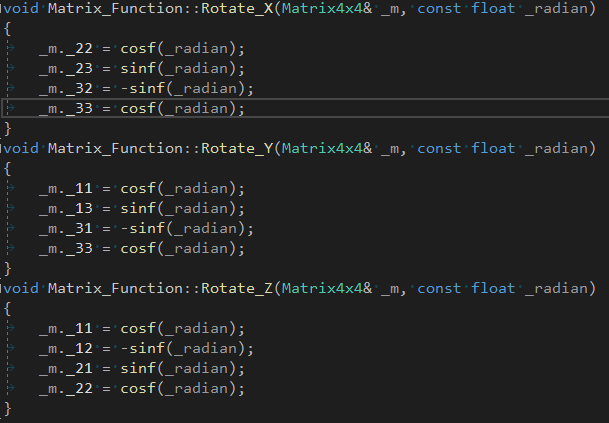 void Matrix_Function::Rotate_X(Matrix4x4& _m, const float _radian)
{
    _m._22 = cosf(_radian);
    _m._23 = sinf(_radian);
    _m._32 = -sinf(_radian);
    _m._33 = cosf(_radian);
}
void Matrix_Function::Rotate_Y(Matrix4x4& _m, const float _radian)
{
    _m._11 = cosf(_radian);
    _m._13 = sinf(_radian);
    _m._31 = -sinf(_radian);
    _m._33 = cosf(_radian);
}
void Matrix_Function::Rotate_Z(Matrix4x4& _m, const float _radian)
{
    _m._11 = cosf(_radian);
    _m._12 = -sinf(_radian);
    _m._21 = sinf(_radian);
    _m._22 = cosf(_radian);
}